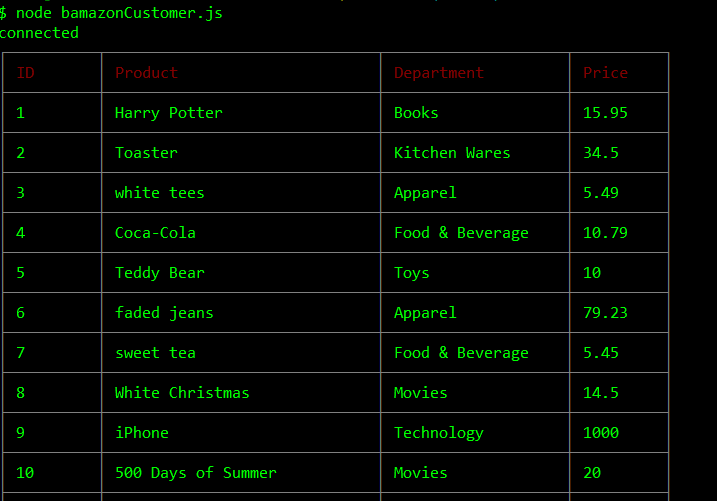 $ node bamazonCustomer.js
connected
ID Product Department Price
1 Harry Potter Books 15.95
2 Toaster Kitchen Wares 34.5
3 white tees Apparel 5.49
4 Coca-Cola Food & Beverage 10.79
5 Teddy Bear Toys 10
6 faded jeans Apparel 79.23
7 sweet tea Food & Beverage 5.45
8 White Christmas Movies 14.5
9 iPhone Technology 1000
10 500 Days of Summer Movies 20